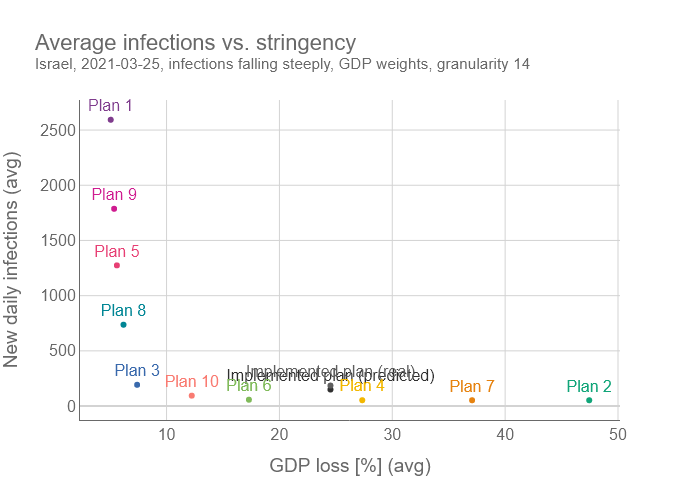 Average infections vs. stringency
Israel, 2021-03-25, infections falling steeply, GDP weights, granularity 14
New daily infections (avg)
2500
2000
1500
1000
500
0
Plan 1
Plan 9
Plan 5
Plan 8
Plan 3
Plan 10
Plan 6
Implemented plan (real)
Implemented plan (predicted)
Plan 4
Plan 7
Plan 2
10
20
30
40
50
GDP loss [%] (avg)